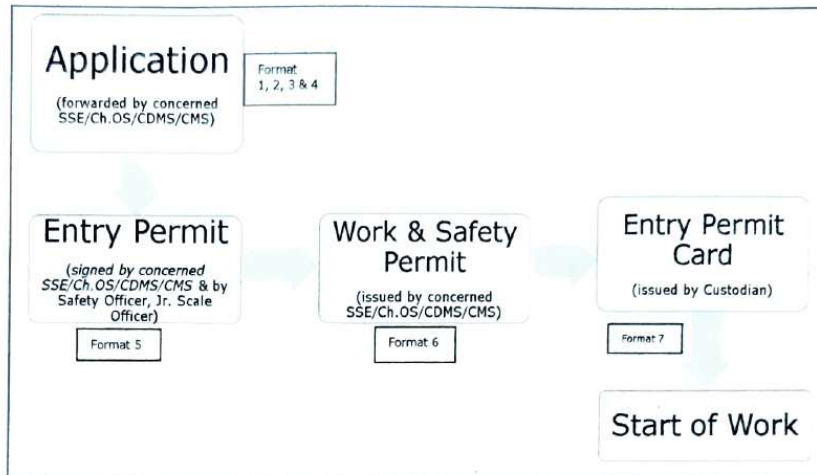 Application
(forwarded by concerned
SSE/Ch.OS/CDMS/CMS)
Format
1, 2, 3 & 4
Entry Permit
(signed by concerned
SSE/Ch.OS/CDMS/CMS & by
Safety Officer, Jr. Scale
Officer)
Format 5
Work & Safety
Permit
(issued by concerned
SSE/Ch.OS/CDMS/CMS)
Format 6
Entry Permit
Card
(issued by Custodian)
Format 7
Start of Work